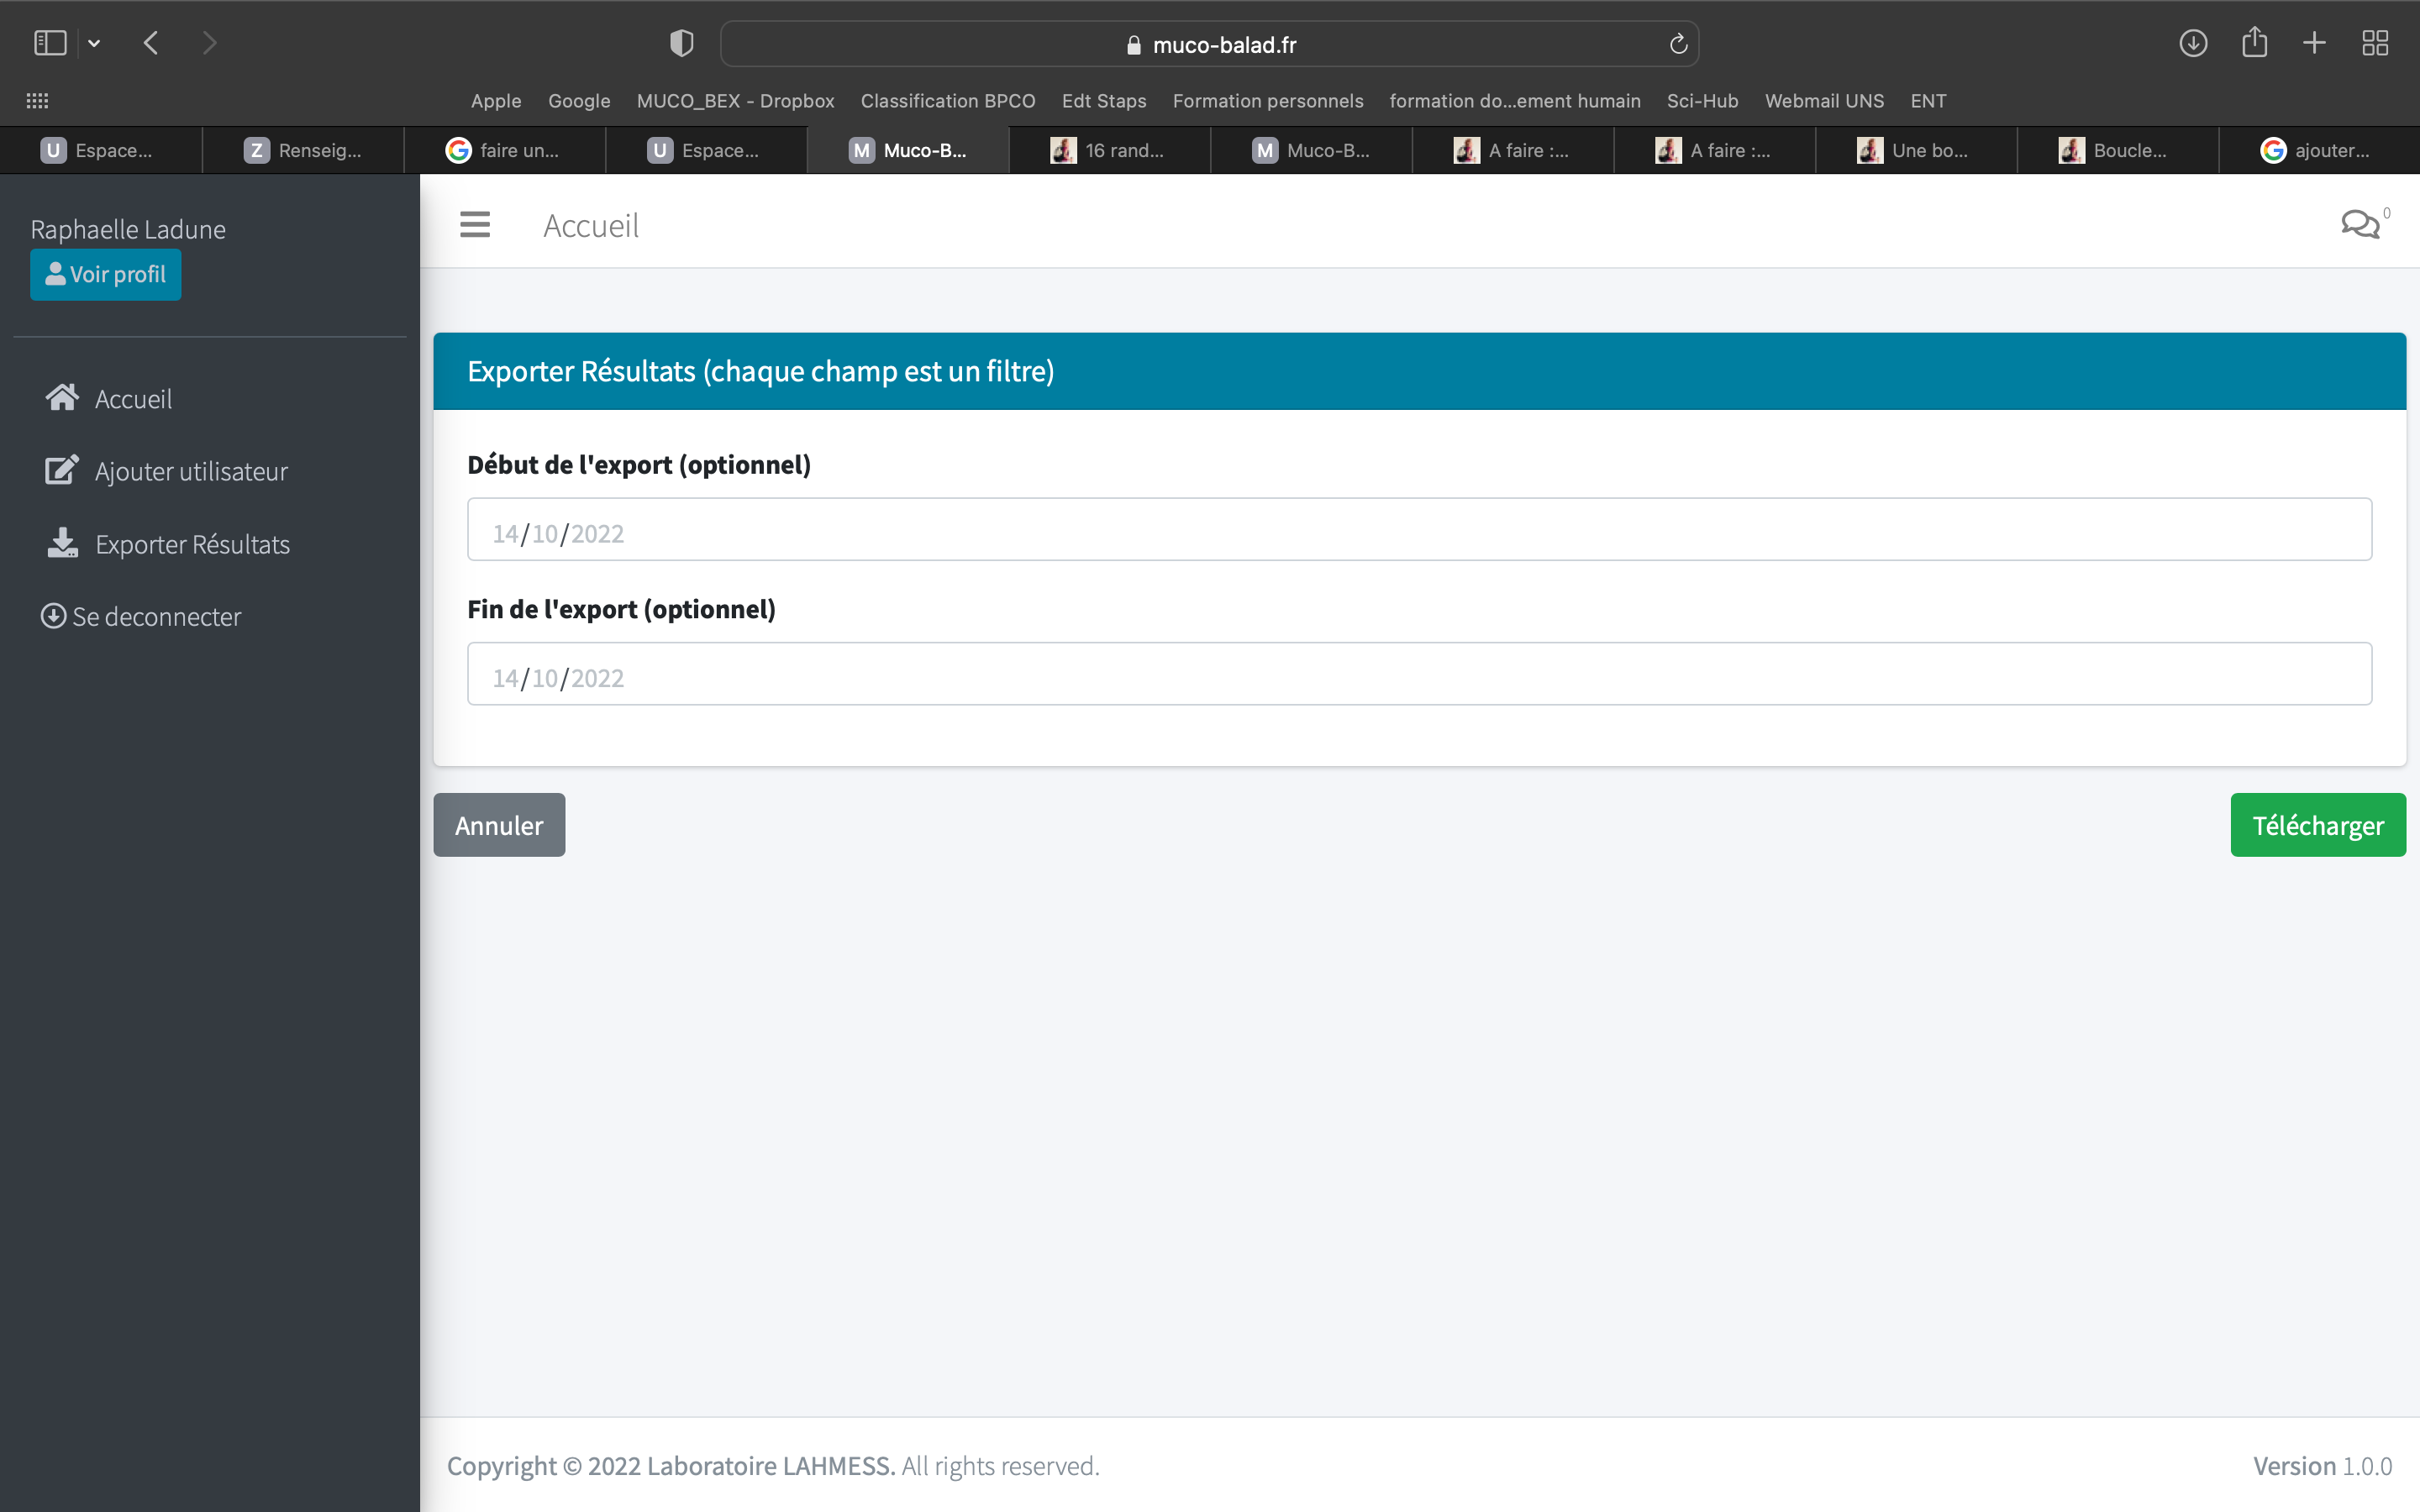 muco-balad.fr
Apple Google MUCO_BEX - Dropbox Classification BPCO Edt Staps Formation personnels formation do...ement humain Sci-Hub Webmail UNS ENT
U Espace... Z Renseig... G faire un... U Espace... M Muco-B... 16 rand... M Muco-B... A faire :... A faire :... Une bo... Boucle... G ajouter...
Raphaelle Ladune
Voir profil
Accueil
Ajouter utilisateur
Exporter Résultats
Se deconnecter
Accueil
0
Exporter Résultats (chaque champ est un filtre)
Début de l'export (optionnel)
14/10/2022
Fin de l'export (optionnel)
14/10/2022
Annuler
Télécharger
Copyright © 2022 Laboratoire LAHMESS. All rights reserved.
Version 1.0.0